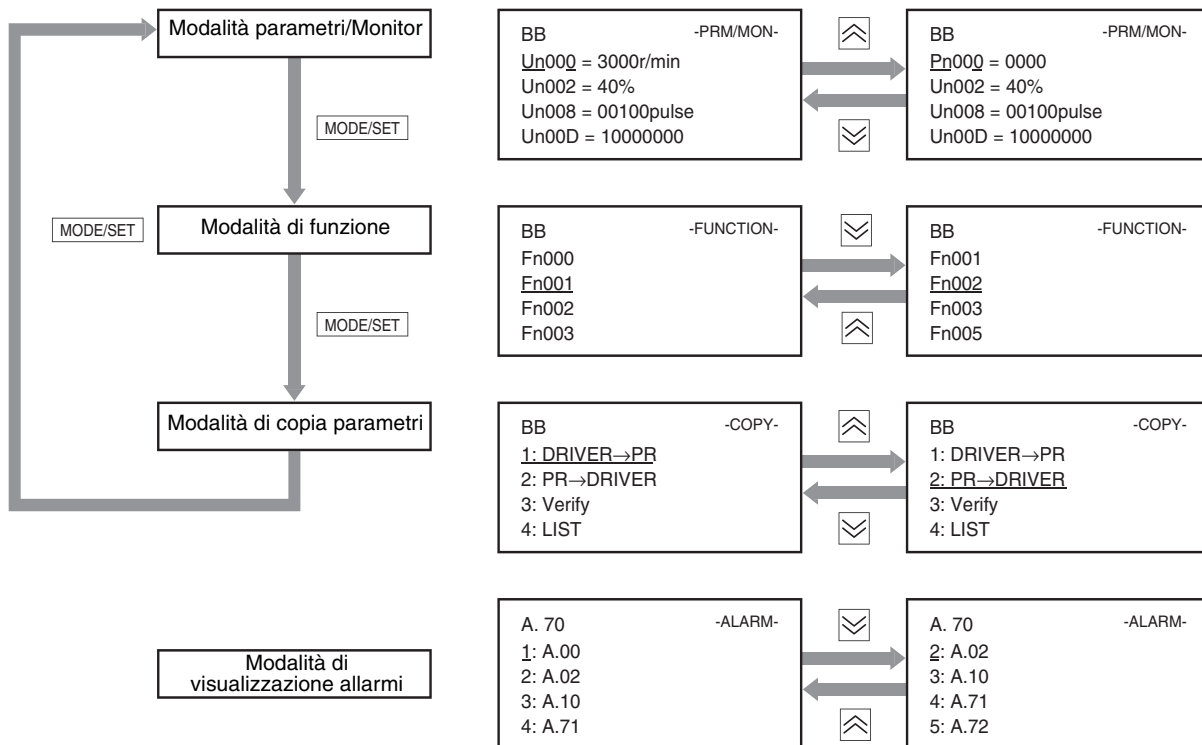 Modalità parametri/Monitor
BB -PRM/MON-
Un000 = 3000r/min
Un002 = 40%
Un008 = 00100pulse
Un00D = 10000000
BB -PRM/MON-
Pn000 = 0000
Un002 = 40%
Un008 = 00100pulse
Un00D = 10000000
MODE/SET
MODE/SET
Modalità di funzione
BB -FUNCTION-
Fn000
Fn001
Fn002
Fn003
BB -FUNCTION-
Fn001
Fn002
Fn003
Fn005
MODE/SET
Modalità di copia parametri
BB -COPY-
1: DRIVER→PR
2: PR→DRIVER
3: Verify
4: LIST
BB -COPY-
1: DRIVER→PR
2: PR→DRIVER
3: Verify
4: LIST
Modalità di
visualizzazione allarmi
A. 70 -ALARM-
1: A.00
2: A.02
3: A.10
4: A.71
A. 70 -ALARM-
2: A.02
3: A.10
4: A.71
5: A.72